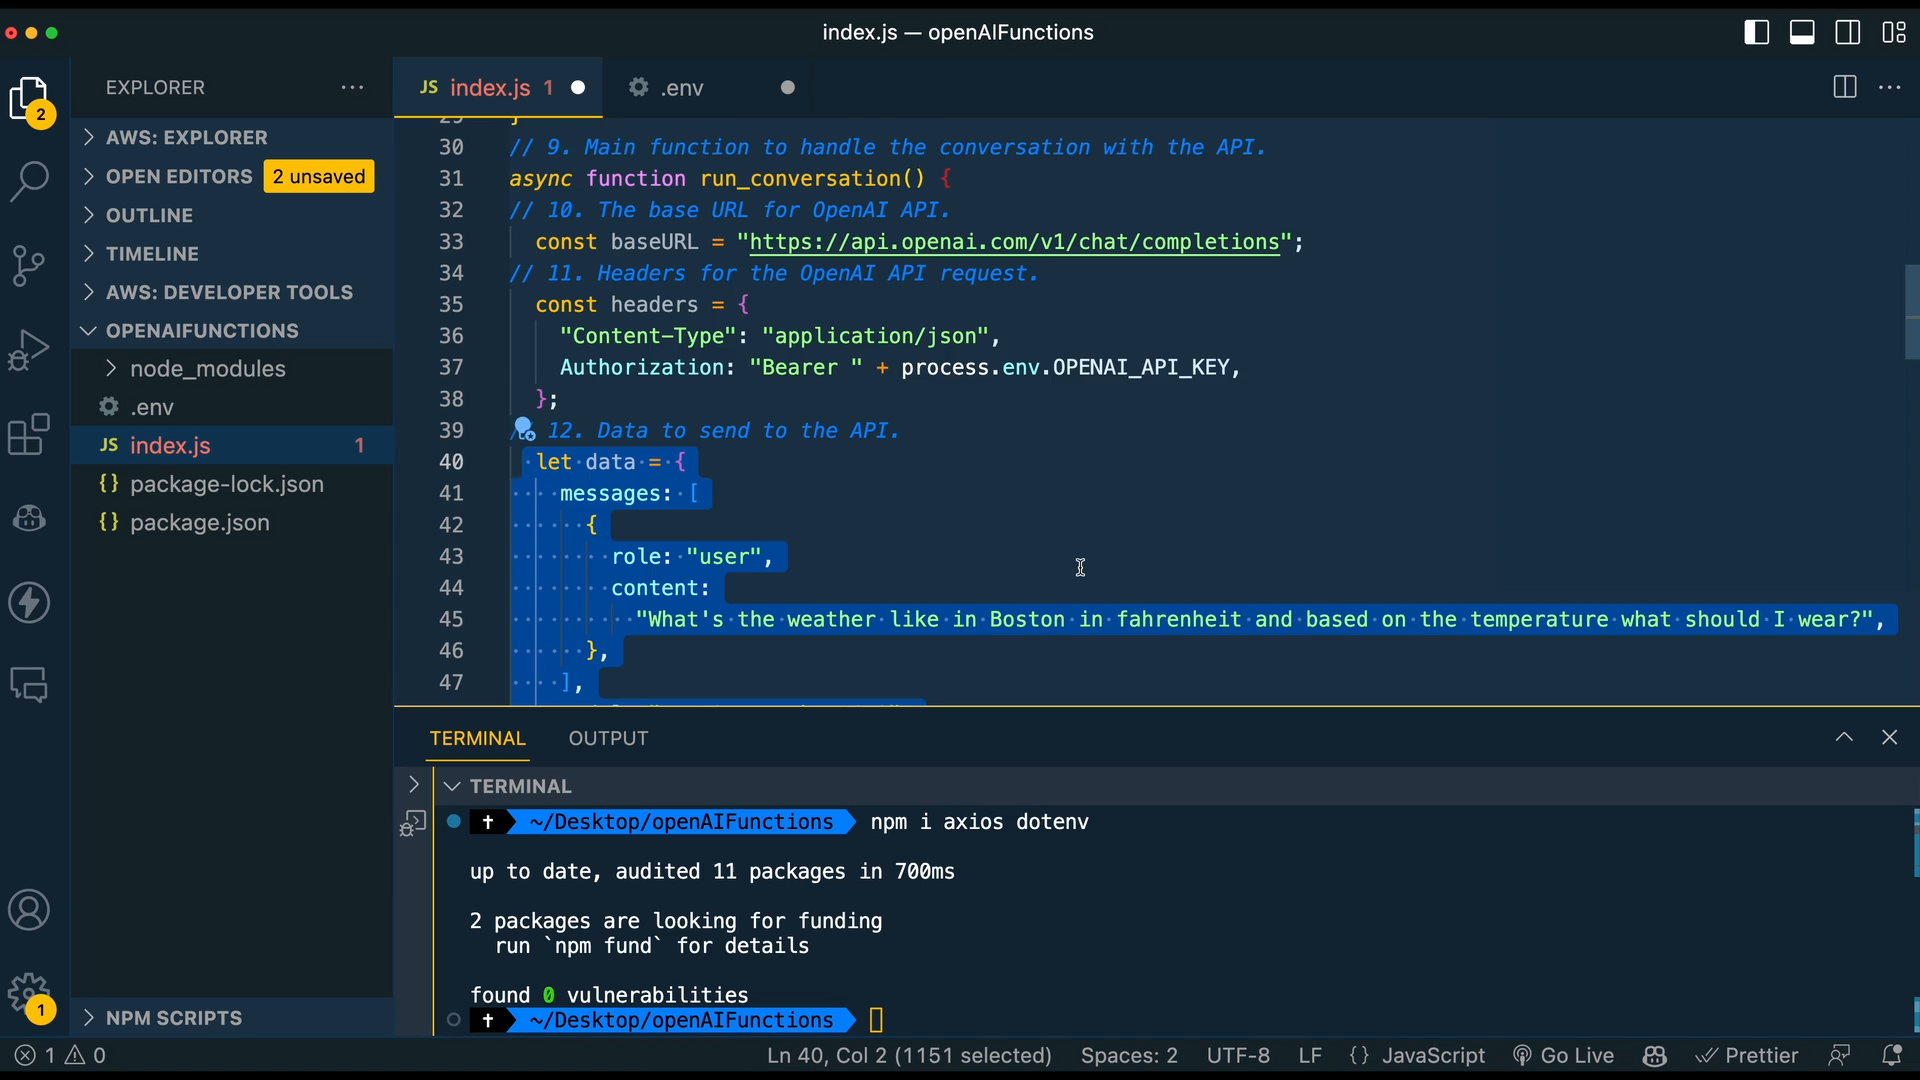 index.js — openAIFunctions
EXPLORER
AWS: EXPLORER
OPEN EDITORS 2 unsaved
OUTLINE
TIMELINE
AWS: DEVELOPER TOOLS
OPENAIFUNCTIONS
node_modules
.env
JS index.js 1
{} package-lock.json
{} package.json
NPM SCRIPTS
2
1
JS index.js 1
.env
30 // 9. Main function to handle the conversation with the API.
31 async function run_conversation() {
32 // 10. The base URL for OpenAI API.
33 const baseURL = "https://api.openai.com/v1/chat/completions";
34 // 11. Headers for the OpenAI API request.
35 const headers = {
36 "Content-Type": "application/json",
37 Authorization: "Bearer " + process.env.OPENAI_API_KEY,
38 };
39 / 12. Data to send to the API.
40 let data = {
41 messages: [
42 {
43 role: "user",
44 content:
45 "What's the weather like in Boston in fahrenheit and based on the temperature what should I wear?",
46 },
47 ],
TERMINAL OUTPUT
TERMINAL
~/Desktop/openAIFunctions npm i axios dotenv
up to date, audited 11 packages in 700ms
2 packages are looking for funding
run `npm fund` for details
found 0 vulnerabilities
~/Desktop/openAIFunctions
1 0
Ln 40, Col 2 (1151 selected) Spaces: 2 UTF-8 LF {} JavaScript Go Live Prettier